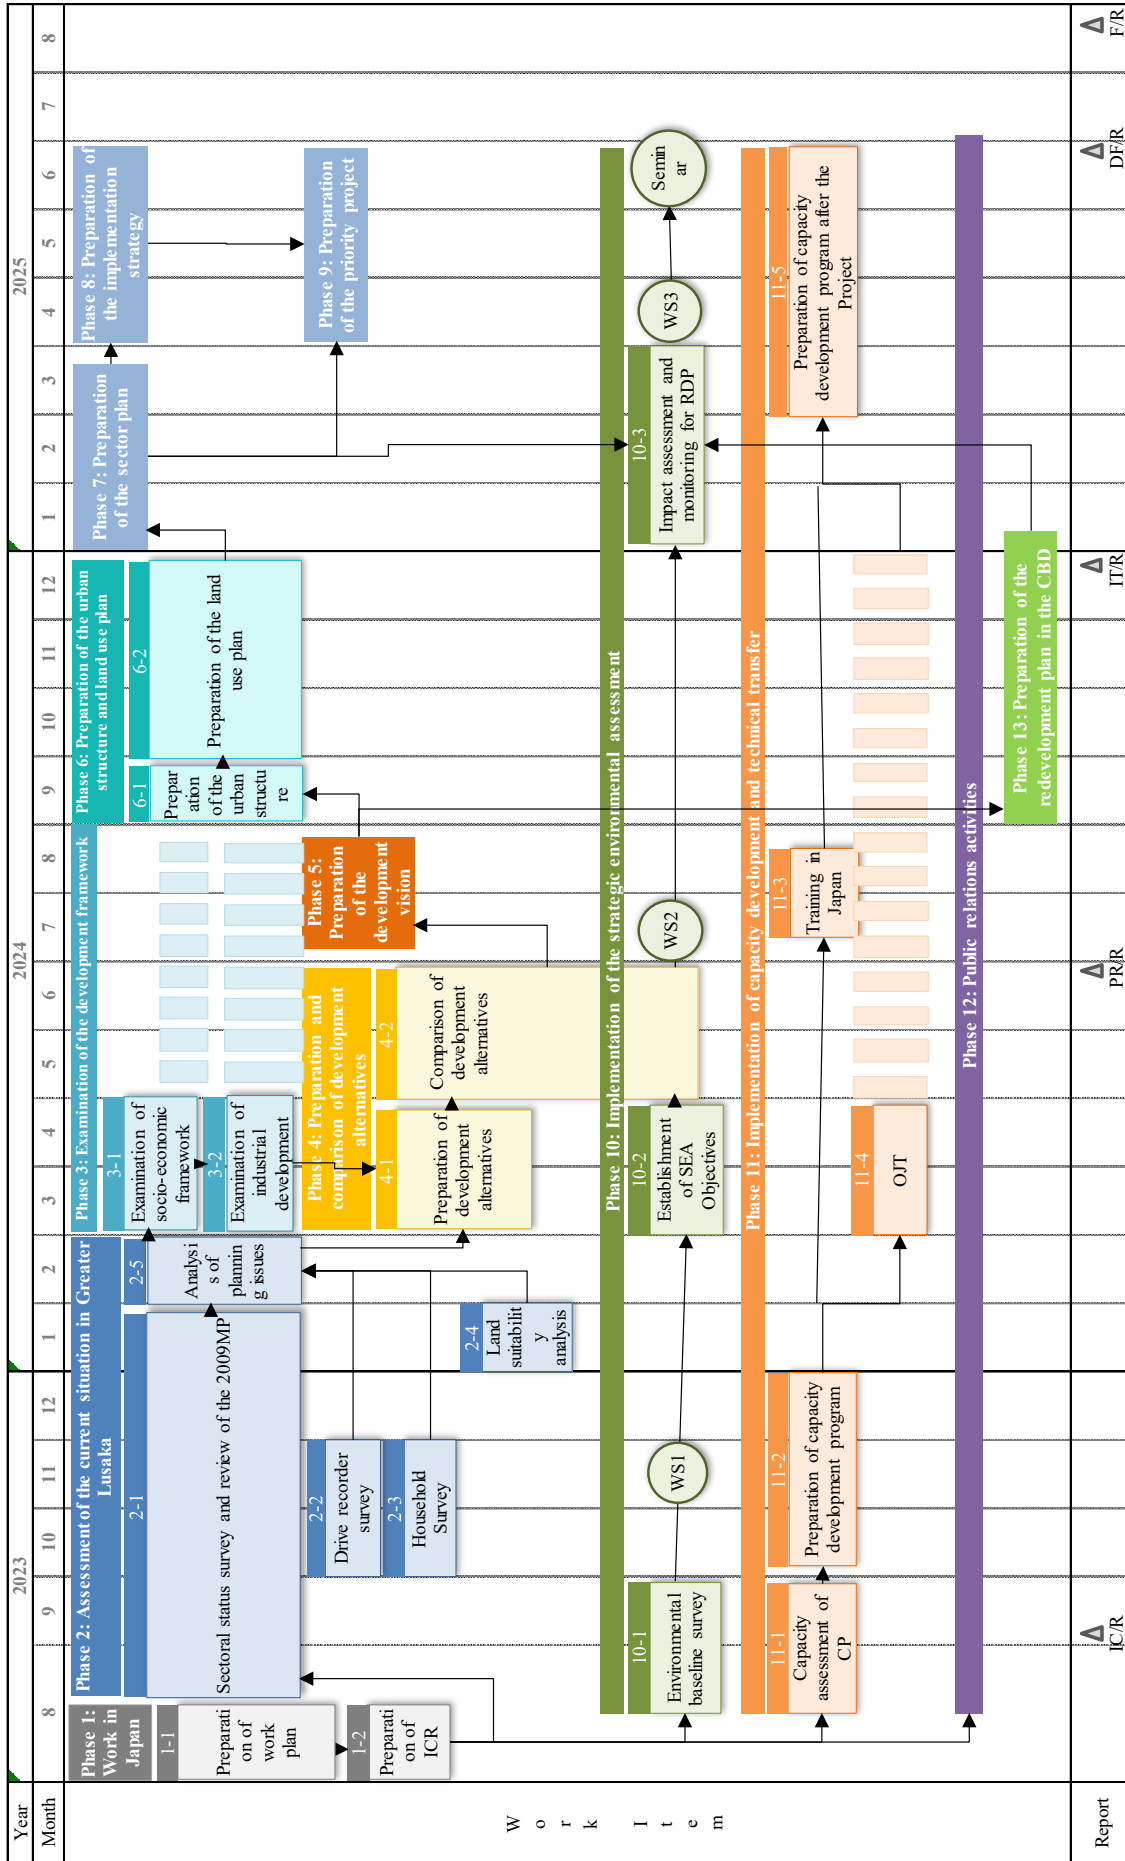 Year
2023
2024
2025
Month
8
9
10
11
12
1
2
3
4
5
6
7
8
9
10
11
12
1
2
3
4
5
6
7
8
Work Item
Phase 1:
Work in
Japan
1-1
Preparati
on of
work
plan
1-2
Preparati
on of
ICR
Phase 2: Assessment of the current situation in Greater
Lusaka
2-1
Sectoral status survey and review of the 2009MP
2-2
Drive recorder
survey
2-3
Household
Survey
2-4
Land
suitabilit
y
analysis
2-5
Analysi
s of
plannin
g issues
Phase 3: Examination of the development framework
3-1
Examination of
socio-economic
framework
3-2
Examination of
industrial
development
Phase 4: Preparation and
comparison of development
alternatives
4-1
Preparation of
development
alternatives
4-2
Comparison of
development
alternatives
Phase 5:
Preparation
of the
development
vision
Phase 6: Preparation of the urban
structure and land use plan
6-1
Prepar
ation
of the
urban
structu
re
6-2
Preparation of the land
use plan
Phase 7: Preparation
of the sector plan
Phase 8: Preparation of
the implementation
strategy
Phase 9: Preparation
of the priority project
Phase 10: Implementation of the strategic environmental assessment
10-1
Environmental
baseline survey
WS1
10-2
Establishment
of SEA
Objectives
WS2
10-3
Impact assessment and
monitoring for RDP
WS3
Semin
ar
Phase 11: Implementation of capacity development and technical transfer
11-1
Capacity
assessment of
CP
11-2
Preparation of capacity
development program
11-3
Training in
Japan
11-4
OJT
11-5
Preparation of capacity
development program after the
Project
Phase 12: Public relations activities
Phase 13: Preparation of the
redevelopment plan in the CBD
Report
IC/R
PR/R
IT/R
DF/R
F/R